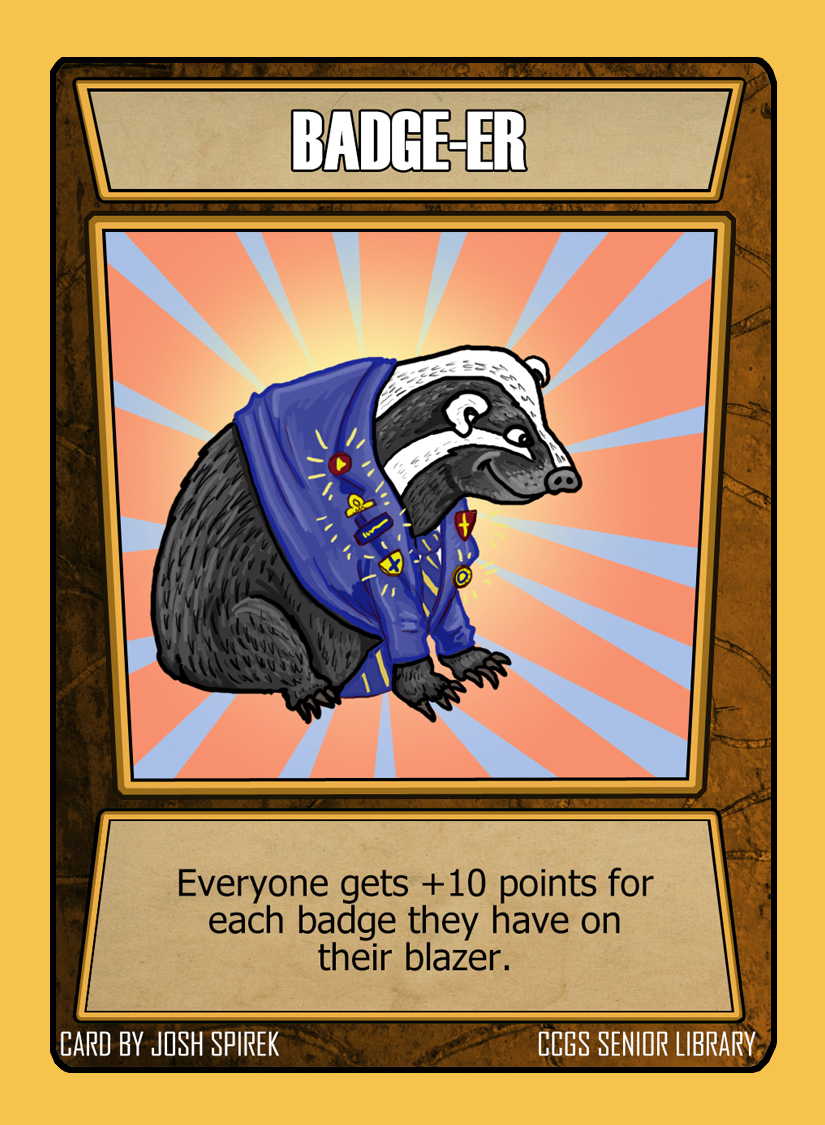 BADGE-ER
Everyone gets +10 points for
each badge they have on
their blazer.
CARD BY JOSH SPIREK
CCGS SENIOR LIBRARY